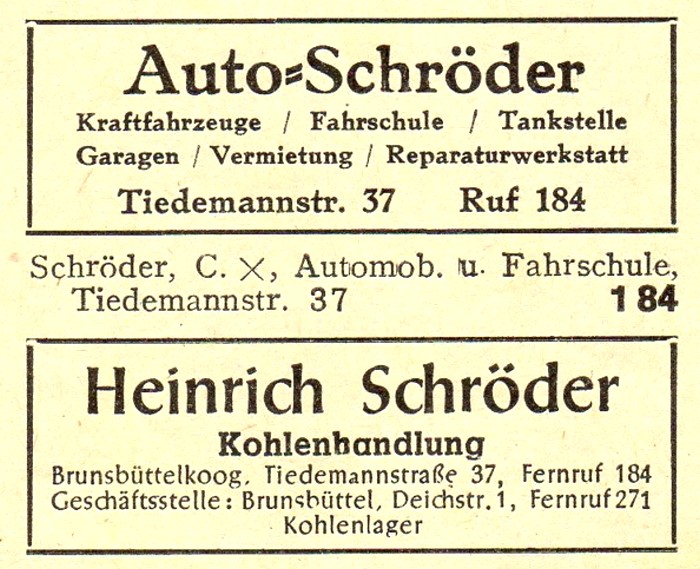 Auto=Schröder
Kraftfahrzeuge / Fahrschule / Tankstelle
Garagen / Vermietung / Reparaturwerkstatt
Tiedemannstr. 37 Ruf 184
Schröder, C. X, Automob. u. Fahrschule,
Tiedemannstr. 37 184
Heinrich Schröder
Kohlenhandlung
Brunsbüttelkoog, Tiedemannstraße 37, Fernruf 184
Geschäftsstelle: Brunsbüttel, Deichstr. 1, Fernruf 271
Kohlenlager